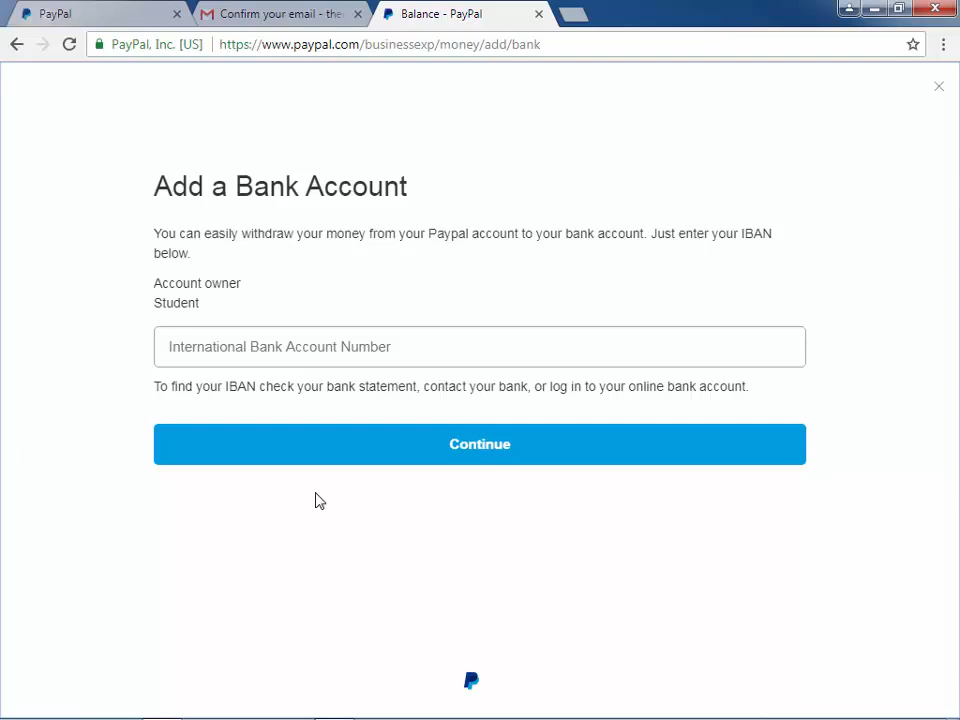 PayPal
Confirm your email - the
Balance - PayPal
PayPal, Inc. [US]
https://www.paypal.com/businessexp/money/add/bank
Add a Bank Account
You can easily withdraw your money from your Paypal account to your bank account. Just enter your IBAN
below.
Account owner
Student
International Bank Account Number
To find your IBAN check your bank statement, contact your bank, or log in to your online bank account.
Continue